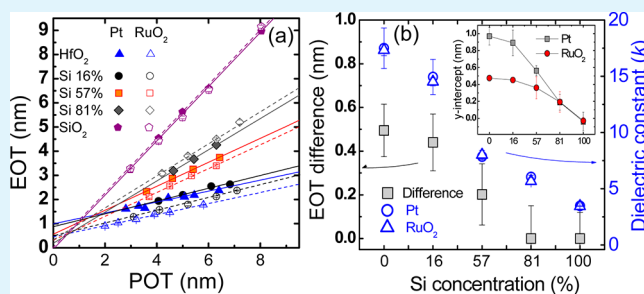 (a)
Pt RuO2
HfO2
Si 16%
Si 57%
Si 81%
SiO2
EOT (nm)
9
8
7
6
5
4
3
2
1
0
0 2 4 6 8
POT (nm)
(b)
EOT difference (nm)
1.0
0.8
0.6
0.4
0.2
0.0
Difference
Pt
RuO2
0 16 57 81 100
Si concentration (%)
Dielectric constant (k)
20
15
10
5
0
y-intercept (nm)
1.0
0.8
0.6
0.4
0.2
0.0
Pt
RuO2
0 16 57 81 100